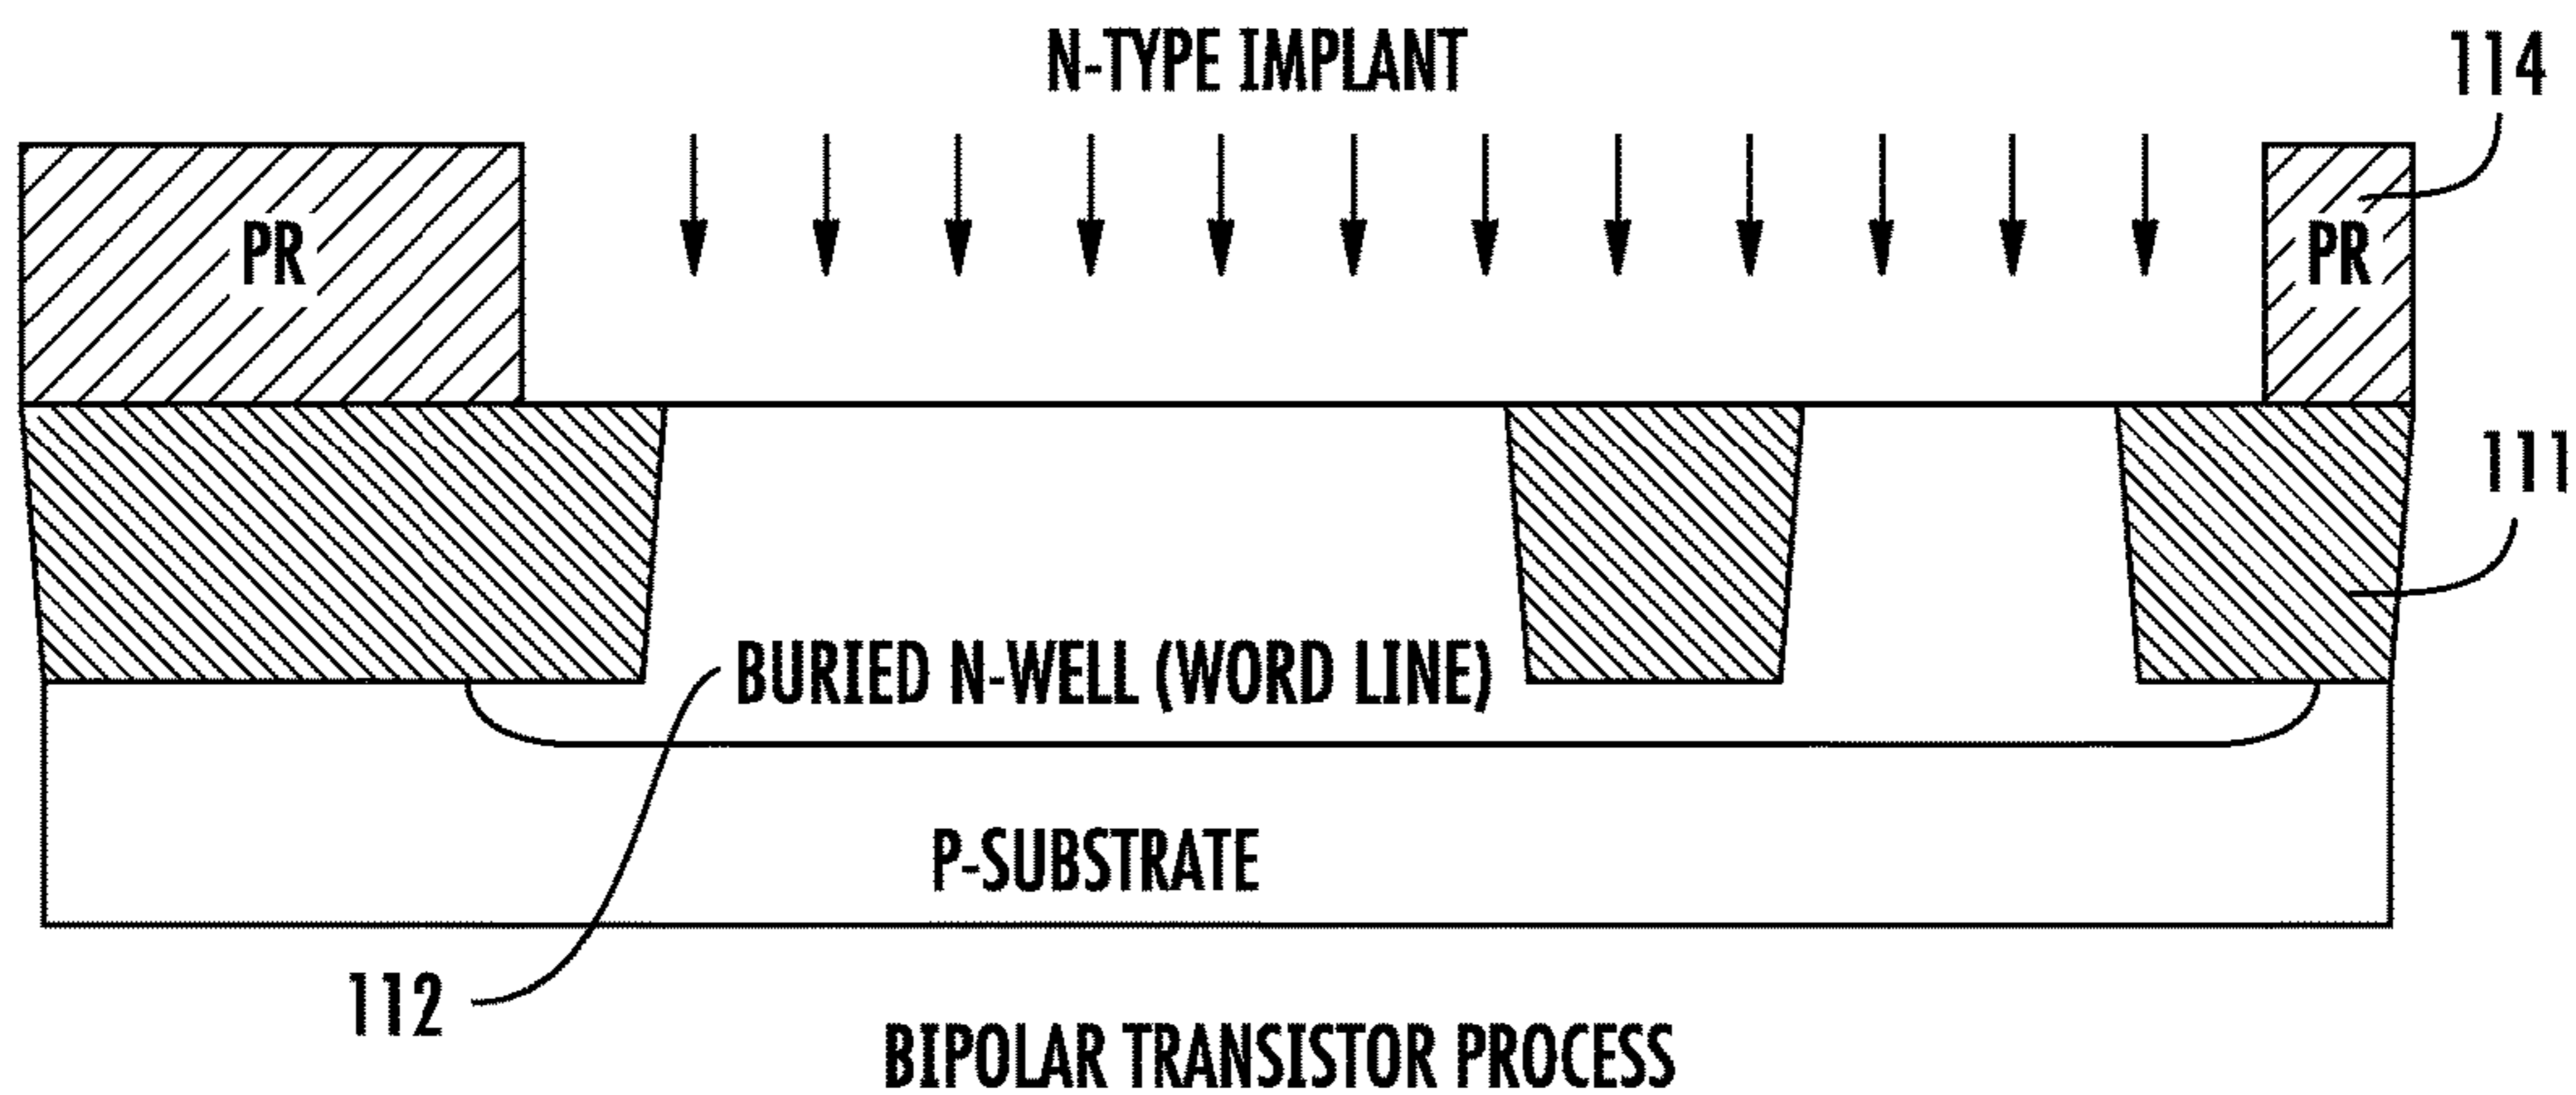 N-TYPE IMPLANT
114
PR
PR
111
BURIED N-WELL (WORD LINE)
P-SUBSTRATE
112
BIPOLAR TRANSISTOR PROCESS